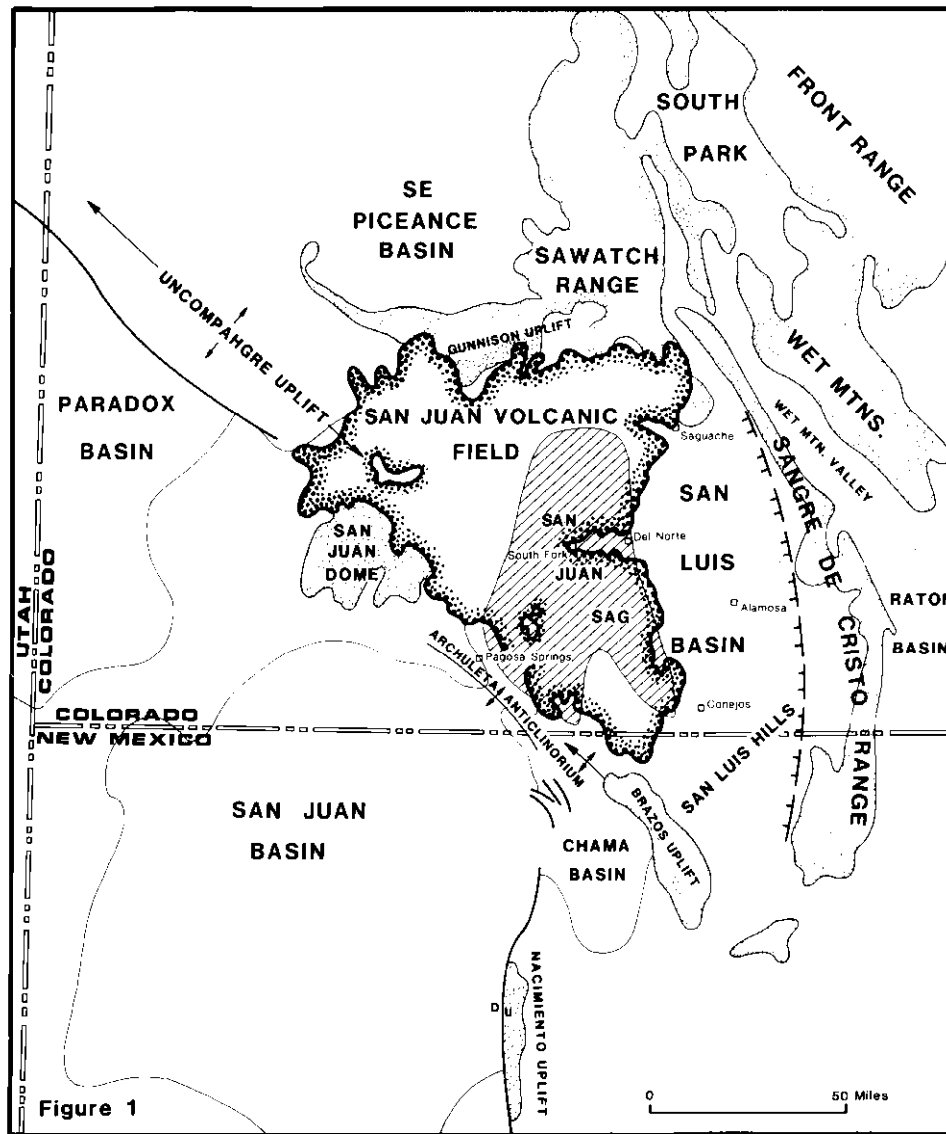 SOUTH
PARK
FRONT RANGE
SE
PICEANCE
BASIN
SAWATCH
RANGE
UNCOMPAHGRE UPLIFT
GUNNISON UPLIFT
WET MTNS.
PARADOX
BASIN
SAN JUAN VOLCANIC
FIELD
Saguache
WET MTN. VALLEY
SANGRE DE CRISTO RANGE
SAN
LUIS
BASIN
SAN
JUAN
SAG
Del Norte
South Fork
SAN
JUAN
DOME
Alamosa
RATON
BASIN
UTAH
COLORADO
ARCHULETA ANTICLINORIUM
Pagosa Springs
Conejos
COLORADO
NEW MEXICO
SAN LUIS HILLS
SAN JUAN
BASIN
BRAZOS UPLIFT
CHAMA
BASIN
NACIMIENTO UPLIFT
D U
Figure 1
0 50 Miles